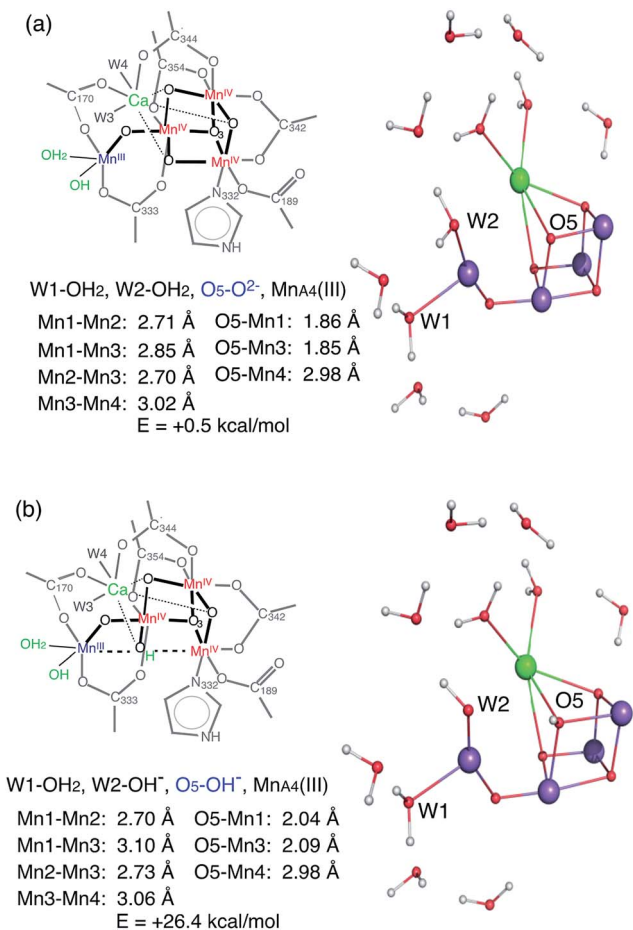 (a)
C344
W4
C354
O
O
O
C170
Ca
MnIV
O
W3
O
O
O
O
MnIV
O3
C342
OH2
MnIII
OH
O
O
MnIV
O
O
O
C333
N332
C189
NH
W2
O5
W1
W1-OH2, W2-OH2, O5-O2-, MnA4(III)
Mn1-Mn2: 2.71 Å O5-Mn1: 1.86 Å
Mn1-Mn3: 2.85 Å O5-Mn3: 1.85 Å
Mn2-Mn3: 2.70 Å O5-Mn4: 2.98 Å
Mn3-Mn4: 3.02 Å
E = +0.5 kcal/mol
(b)
C344
W4
C354
O
O
O
C170
Ca
MnIV
O
W3
O
O
O
O
MnIV
O3
C342
OH2
MnIII
OH
O
OH
MnIV
O
O
O
C333
N332
C189
NH
W2
O5
W1
W1-OH2, W2-OH-, O5-OH-, MnA4(III)
Mn1-Mn2: 2.70 Å O5-Mn1: 2.04 Å
Mn1-Mn3: 3.10 Å O5-Mn3: 2.09 Å
Mn2-Mn3: 2.73 Å O5-Mn4: 2.98 Å
Mn3-Mn4: 3.06 Å
E = +26.4 kcal/mol